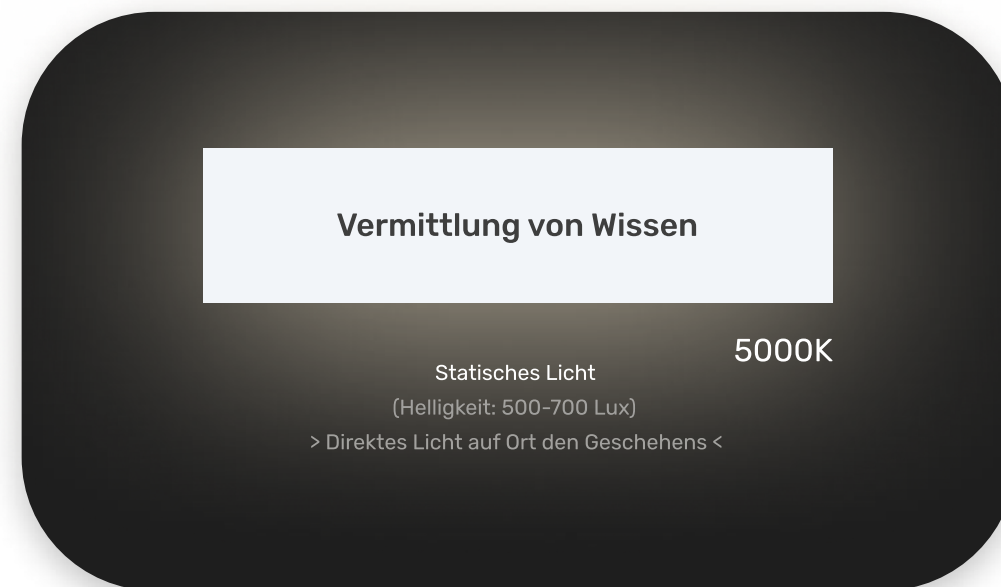 Vermittlung von Wissen
5000K
Statisches Licht
(Helligkeit: 500-700 Lux)
> Direktes Licht auf Ort den Geschehens <